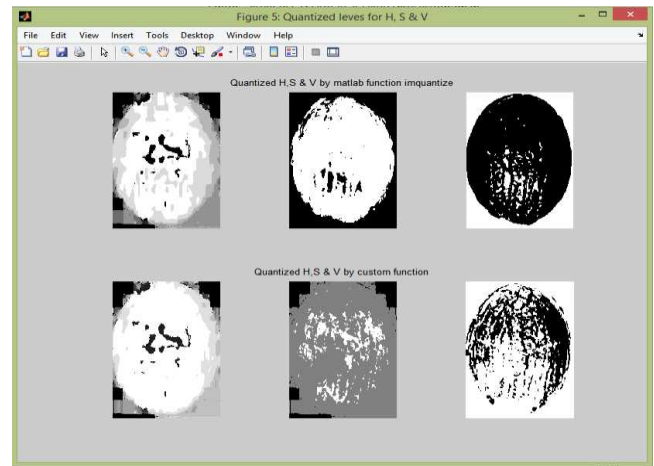 Figure 5: Quantized leves for H, S & V
File Edit View Insert Tools Desktop Window Help
Quantized H,S & V by matlab function imquantize
Quantized H,S & V by custom function